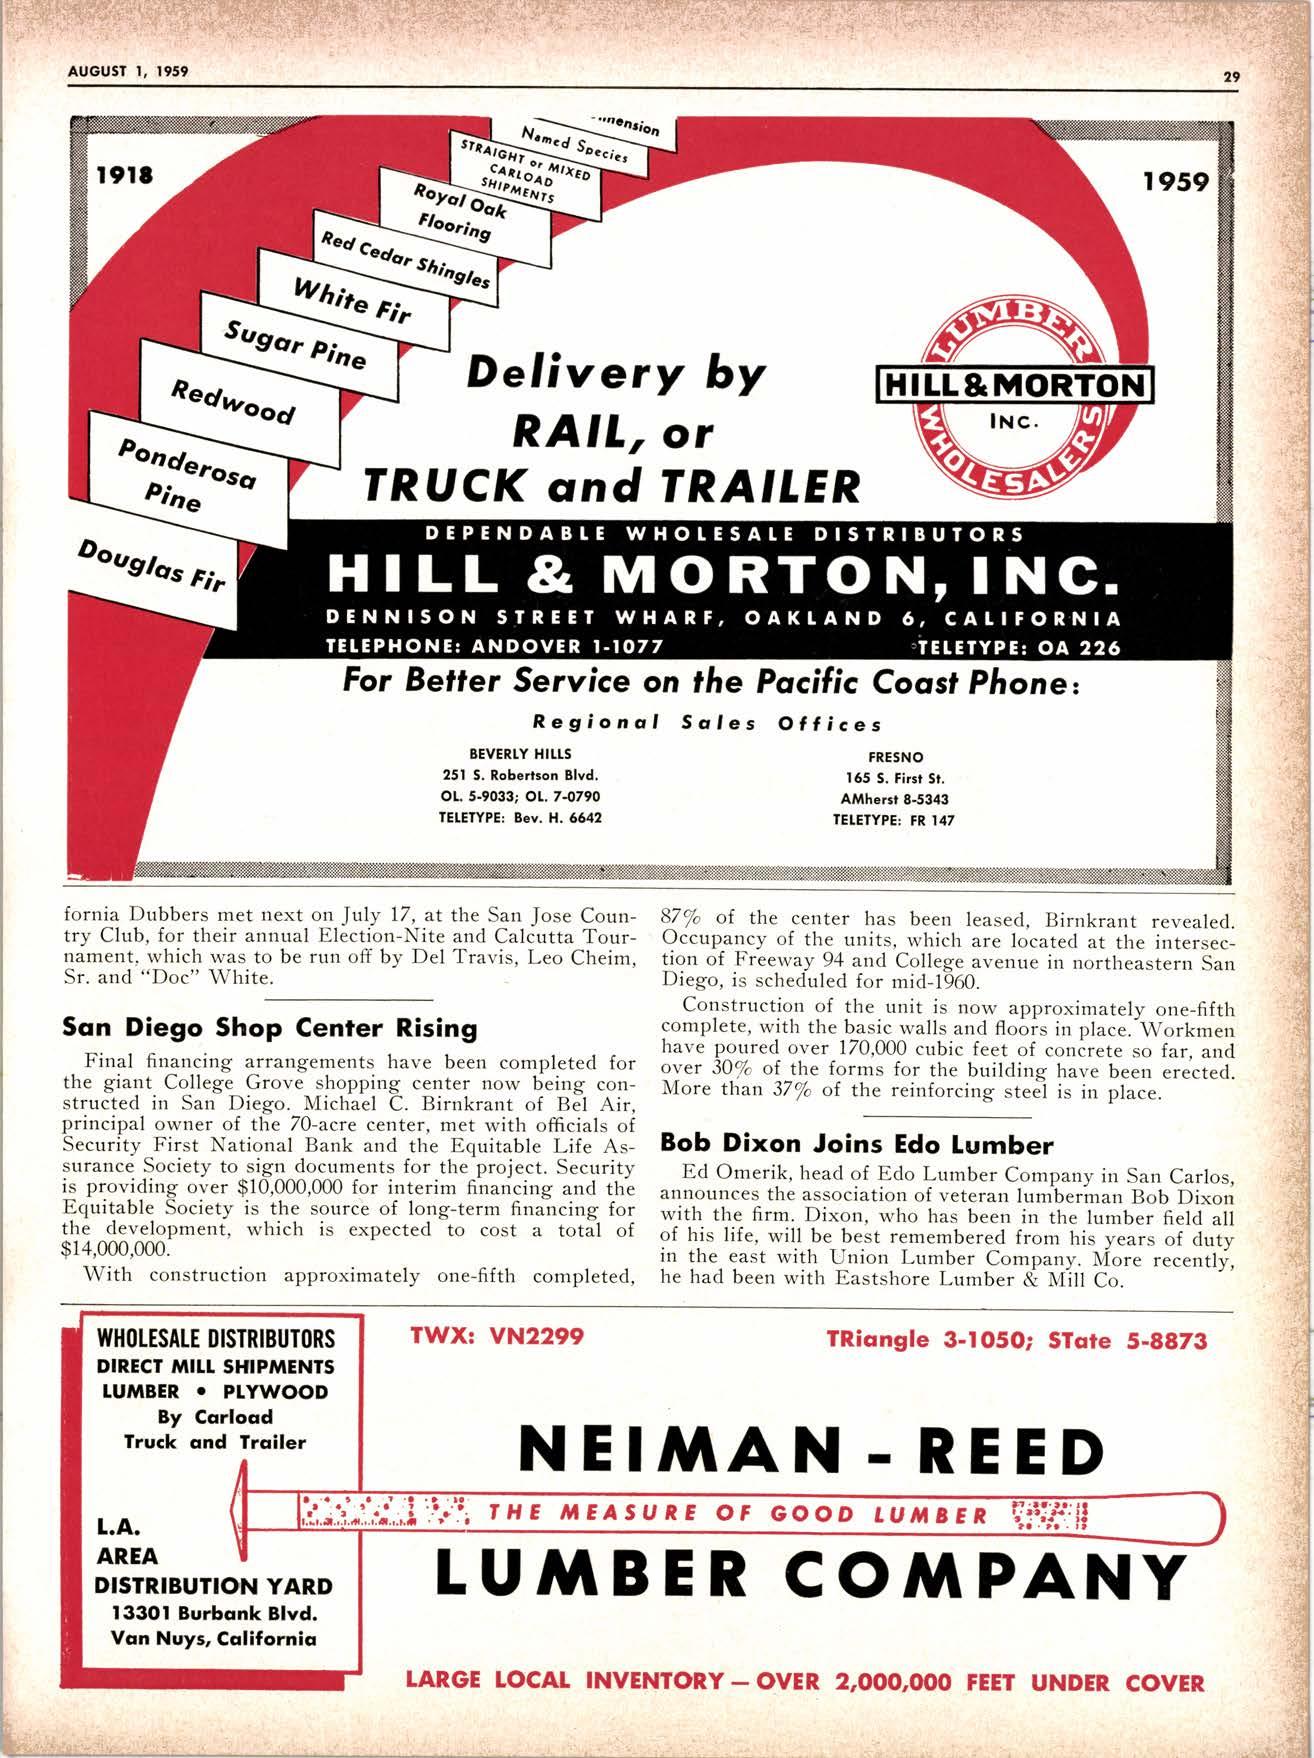 AUGUST 1, 1959
29
1918
1959
Named Species
STRAIGHT or MIXED
CARLOAD
SHIPMENTS
Royal Oak
Flooring
Red Cedar Shingles
White Fir
Sugar Pine
Redwood
Ponderosa
Pine
Douglas Fir
Delivery by
RAIL, or
TRUCK and TRAILER
LUMBER
HILL & MORTON
INC.
WHOLESALERS
DEPENDABLE WHOLESALE DISTRIBUTORS
HILL & MORTON, INC.
DENNISON STREET WHARF, OAKLAND 6, CALIFORNIA
TELEPHONE: ANDOVER 1-1077 TELETYPE: OA 226
For Better Service on the Pacific Coast Phone:
Regional Sales Offices
BEVERLY HILLS
251 S. Robertson Blvd.
OL. 5-9033; OL. 7-0790
TELETYPE: Bev. H. 6642
FRESNO
165 S. First St.
AMherst 8-5343
TELETYPE: FR 147
fornia Dubbers met next on July 17, at the San Jose Coun-
try Club, for their annual Election-Nite and Calcutta Tour-
nament, which was to be run off by Del Travis, Leo Cheim,
Sr. and "Doc" White.
San Diego Shop Center Rising
Final financing arrangements have been completed for
the giant College Grove shopping center now being con-
structed in San Diego. Michael C. Birnkrant of Bel Air,
principal owner of the 70-acre center, met with officials of
Security First National Bank and the Equitable Life As-
surance Society to sign documents for the project. Security
is providing over $10,000,000 for interim financing and the
Equitable Society is the source of long-term financing for
the development, which is expected to cost a total of
$14,000,000.
With construction approximately one-fifth completed,
87% of the center has been leased, Birnkrant revealed.
Occupancy of the units, which are located at the intersec-
tion of Freeway 94 and College avenue in northeastern San
Diego, is scheduled for mid-1960.
Construction of the unit is now approximately one-fifth
complete, with the basic walls and floors in place. Workmen
have poured over 170,000 cubic feet of concrete so far, and
over 30% of the forms for the building have been erected.
More than 37% of the reinforcing steel is in place.
Bob Dixon Joins Edo Lumber
Ed Omerik, head of Edo Lumber Company in San Carlos,
announces the association of veteran lumberman Bob Dixon
with the firm. Dixon, who has been in the lumber field all
of his life, will be best remembered from his years of duty
in the east with Union Lumber Company. More recently,
he had been with Eastshore Lumber & Mill Co.
WHOLESALE DISTRIBUTORS
DIRECT MILL SHIPMENTS
LUMBER • PLYWOOD
By Carload
Truck and Trailer
L.A.
AREA
DISTRIBUTION YARD
13301 Burbank Blvd.
Van Nuys, California
TWX: VN2299
TRiangle 3-1050; STate 5-8873
NEIMAN - REED
THE MEASURE OF GOOD LUMBER
LUMBER COMPANY
LARGE LOCAL INVENTORY — OVER 2,000,000 FEET UNDER COVER